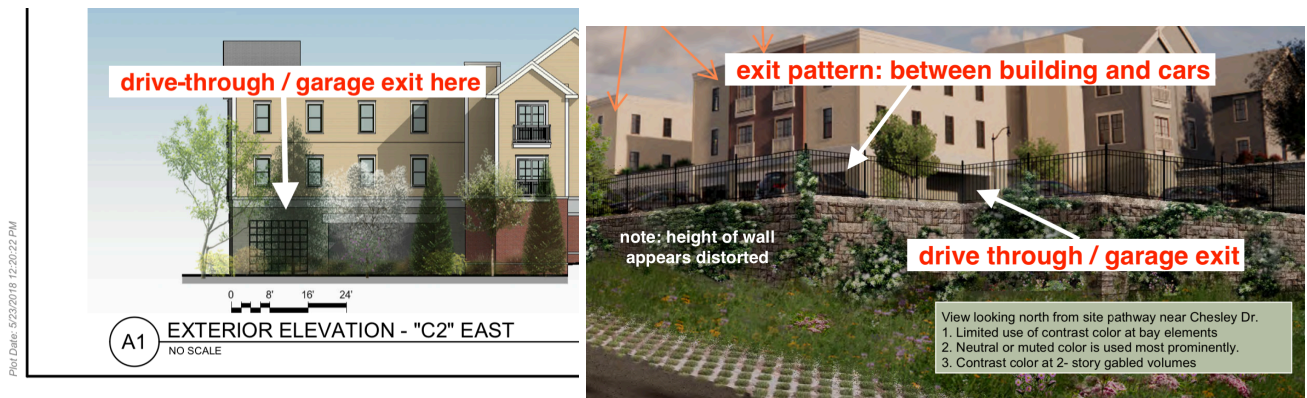 drive-through / garage exit here
Plot Date: 5/23/2018 12:20:22 PM
0 8' 16' 24'
A1
EXTERIOR ELEVATION - "C2" EAST
NO SCALE
exit pattern: between building and cars
note: height of wall
appears distorted
drive through / garage exit
View looking north from site pathway near Chesley Dr.
1. Limited use of contrast color at bay elements
2. Neutral or muted color is used most prominently.
3. Contrast color at 2- story gabled volumes